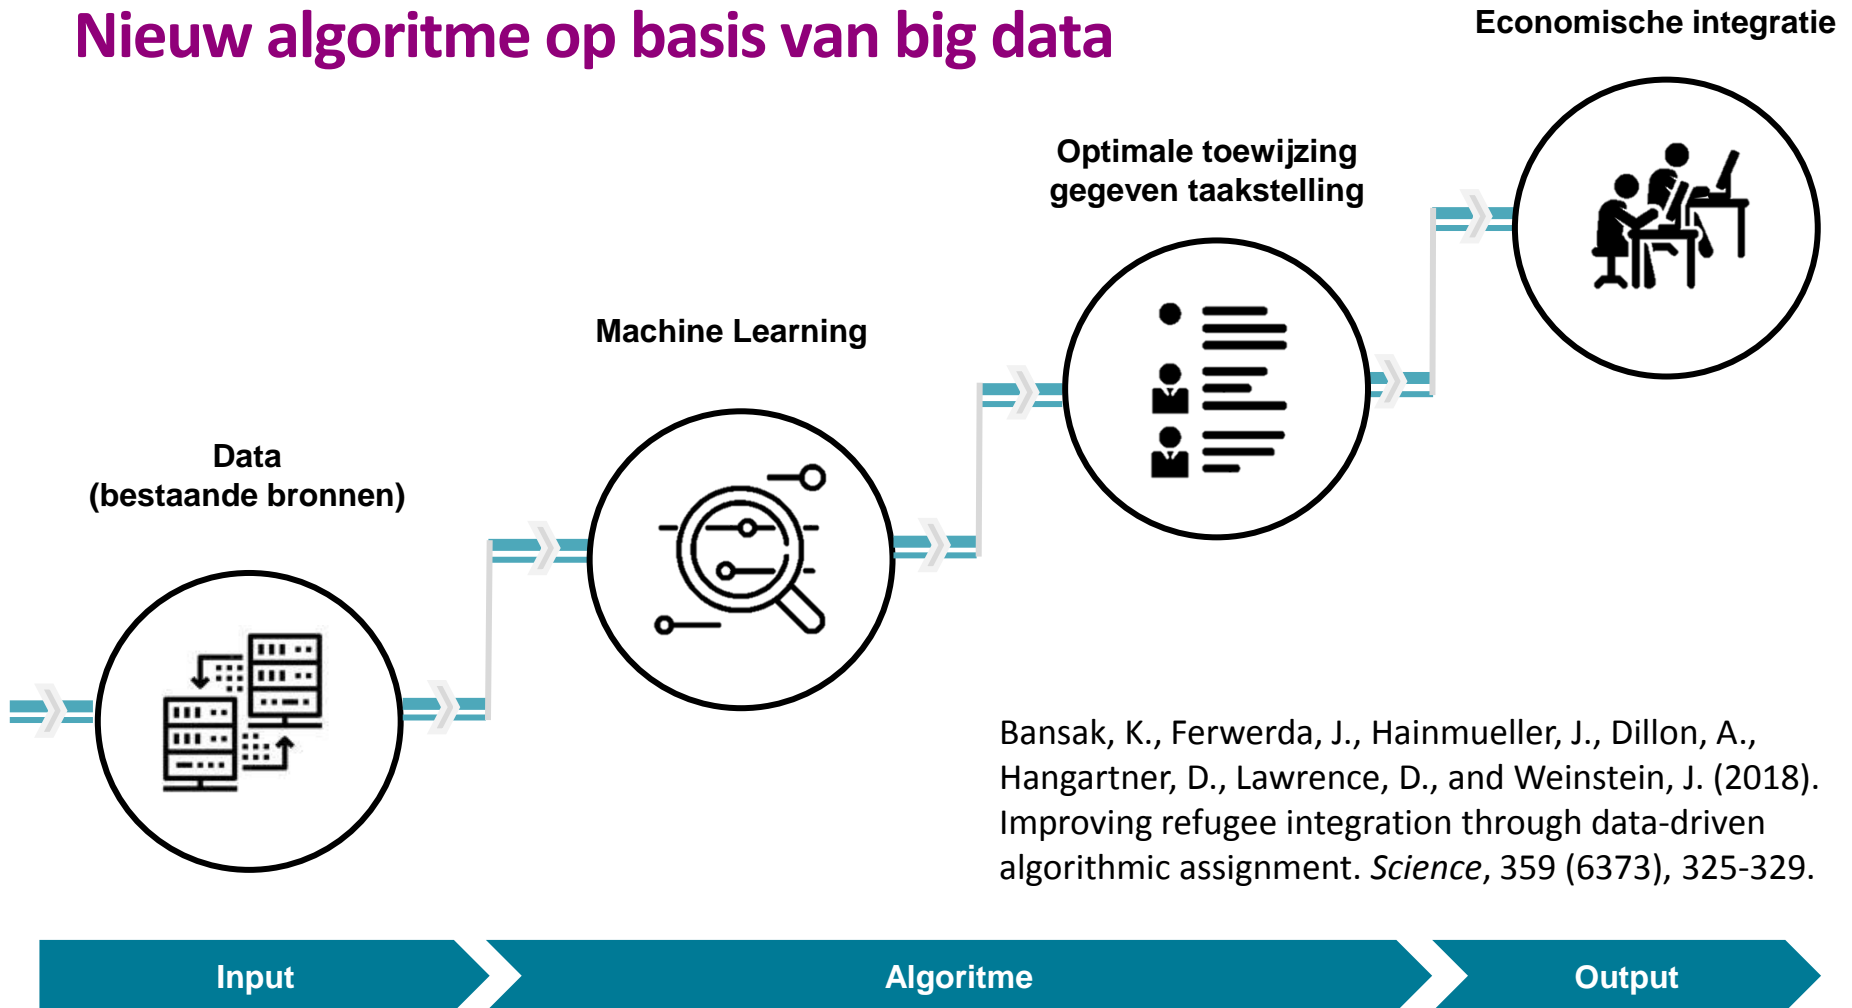 Nieuw algoritme op basis van big data
Economische integratie
Optimale toewijzing
gegeven taakstelling
Machine Learning
Data
(bestaande bronnen)
Bansak, K., Ferwerda, J., Hainmueller, J., Dillon, A.,
Hangartner, D., Lawrence, D., and Weinstein, J. (2018).
Improving refugee integration through data-driven
algorithmic assignment. Science, 359 (6373), 325-329.
Input
Algoritme
Output